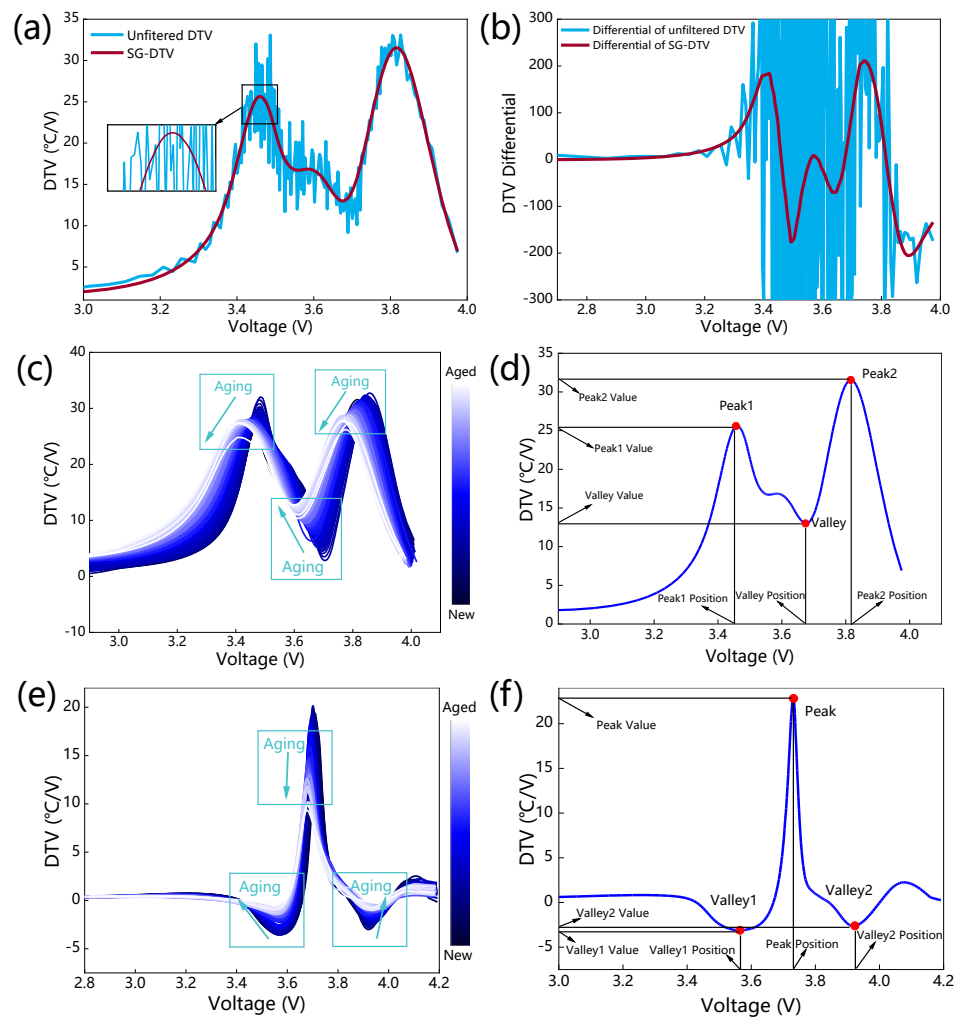 (a)
Unfiltered DTV
SG-DTV
35
30
25
20
15
10
5
DTV (℃/V)
3.0
3.2
3.4
3.6
3.8
4.0
Voltage (V)
(b)
Differential of unfiltered DTV
Differential of SG-DTV
300
200
100
0
-100
-200
-300
DTV Differential
2.8
3.0
3.2
3.4
3.6
3.8
4.0
Voltage (V)
(c)
Aging
Aging
Aging
40
30
20
10
0
-10
DTV (℃/V)
3.0
3.2
3.4
3.6
3.8
4.0
Voltage (V)
Aged
New
(d)
35
30
25
20
15
10
5
0
DTV (℃/V)
Peak2
Peak1
Valley
Peak2 Value
Peak1 Value
Valley Value
Peak1 Position
Valley Position
Peak2 Position
3.0
3.2
3.4
3.6
3.8
4.0
Voltage (V)
(e)
Aging
Aging
Aging
20
15
10
5
0
-5
DTV (℃/V)
2.8
3.0
3.2
3.4
3.6
3.8
4.0
4.2
Voltage (V)
Aged
New
(f)
20
15
10
5
0
-5
DTV (℃/V)
Peak Value
Peak
Valley1
Valley2
Valley2 Value
Valley1 Value
Valley1 Position
Peak Position
Valley2 Position
3.0
3.2
3.4
3.6
3.8
4.0
4.2
Voltage (V)